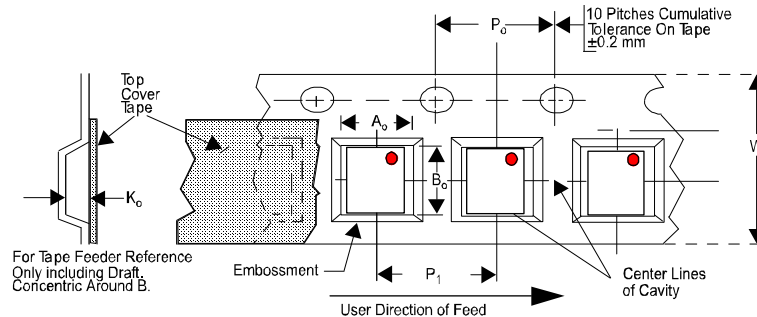 10 Pitches Cumulative
Tolerance On Tape
±0.2 mm
Po
Top
Cover
Tape
Ao
W
Bo
Ko
For Tape Feeder Reference
Only including Draft.
Concentric Around B.
Embossment
P1
Center Lines
of Cavity
User Direction of Feed